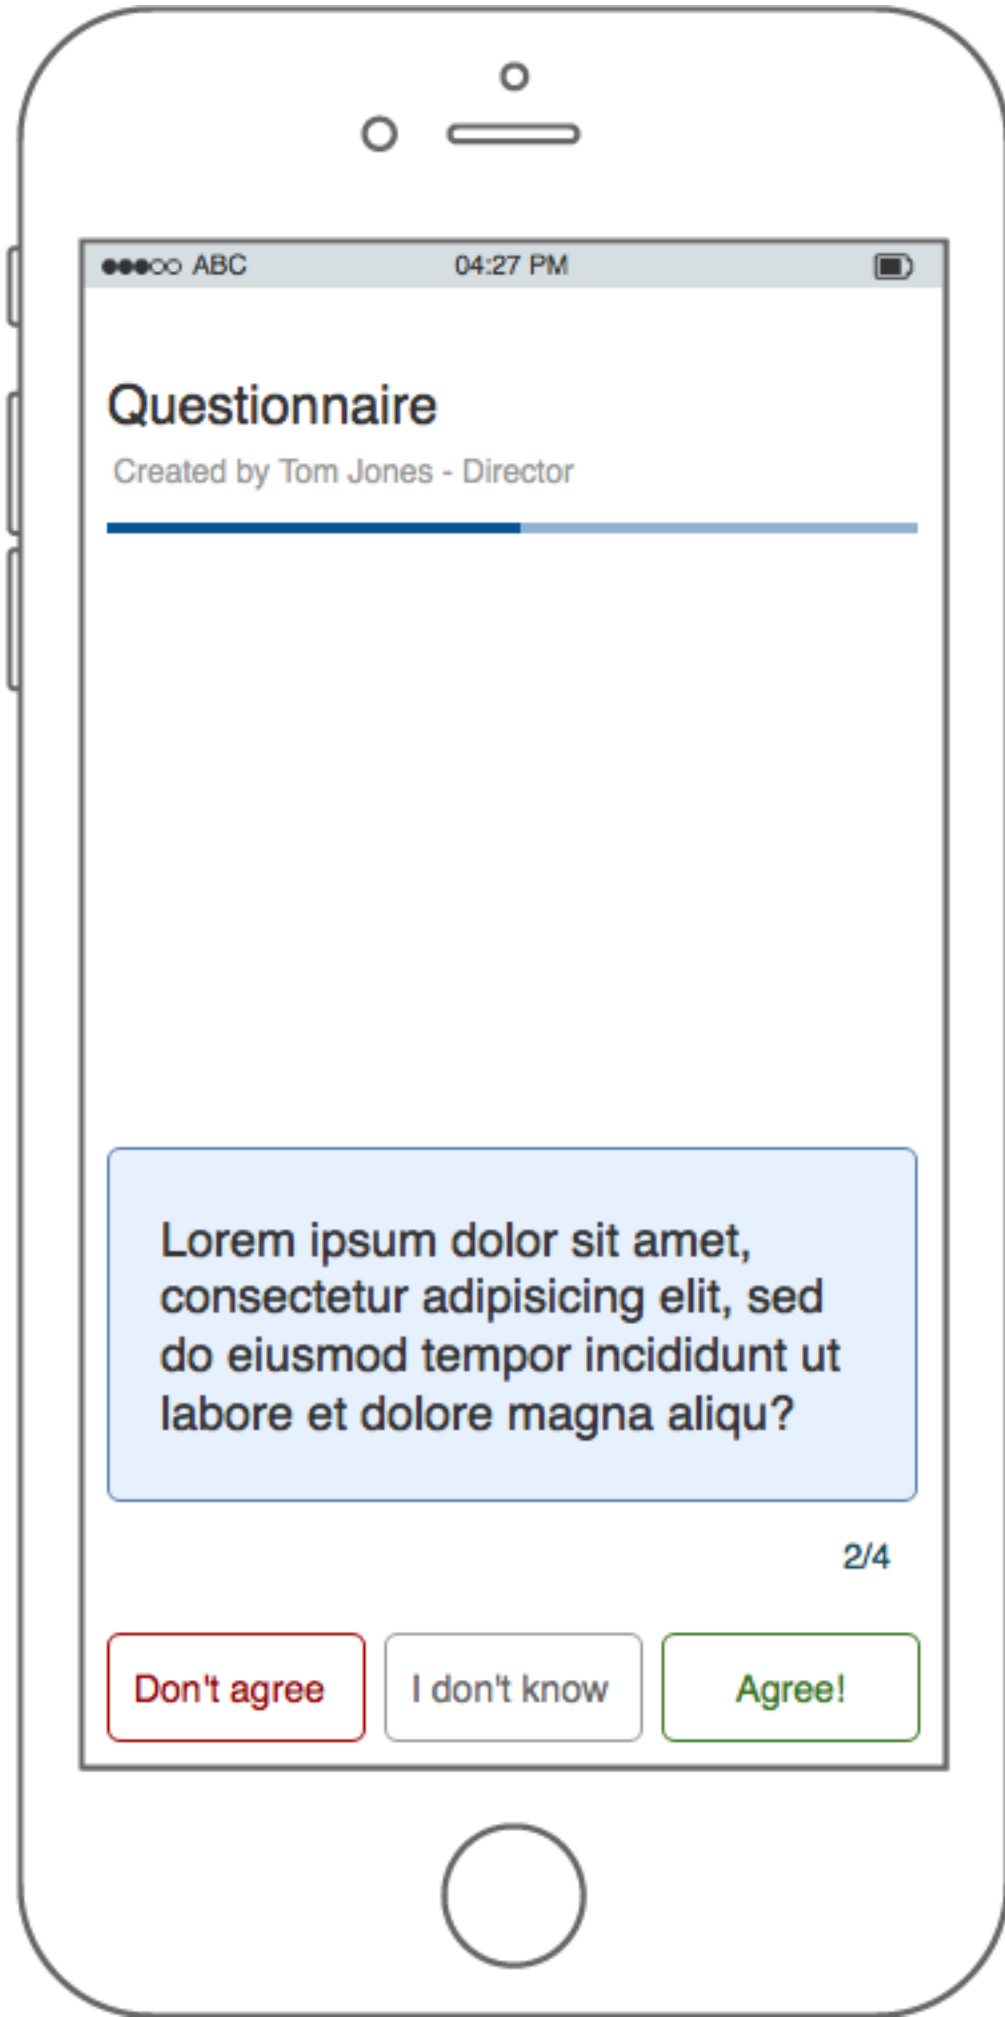 ABC 04:27 PM
Questionnaire
Created by Tom Jones - Director
Lorem ipsum dolor sit amet,
consectetur adipisicing elit, sed
do eiusmod tempor incididunt ut
labore et dolore magna aliqu?
2/4
Don't agree I don't know Agree!